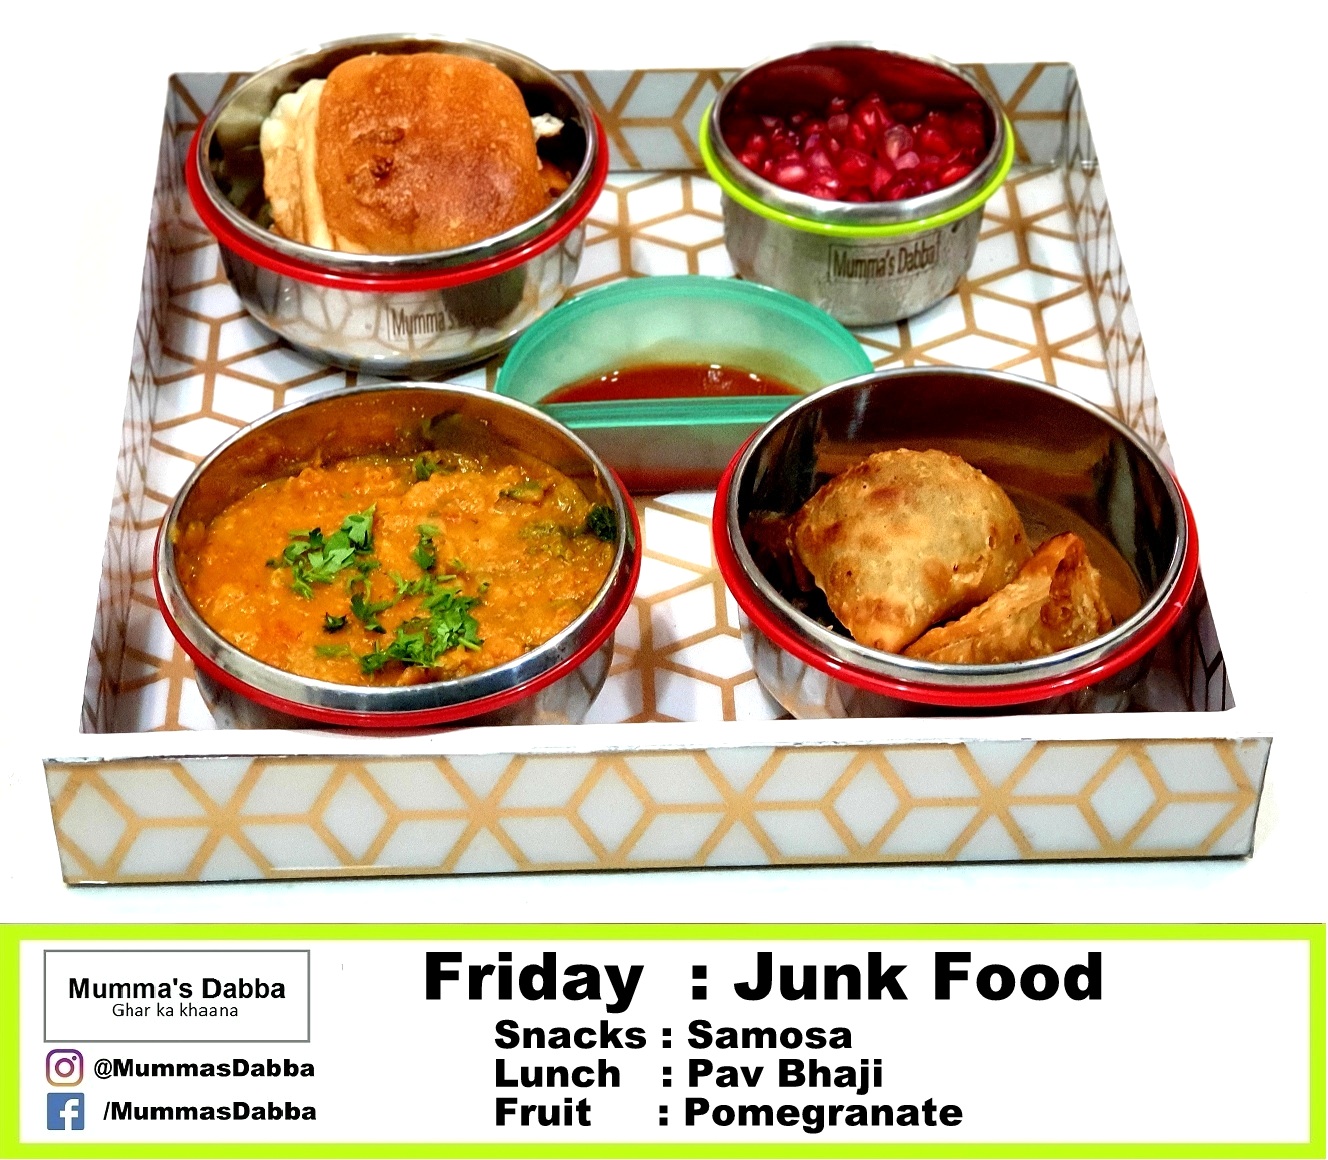 Mumma's
Mumma's Dabba
Mumma's Dabba
Ghar ka khaana
@MummasDabba
/MummasDabba
Friday : Junk Food
Snacks : Samosa
Lunch : Pav Bhaji
Fruit : Pomegranate